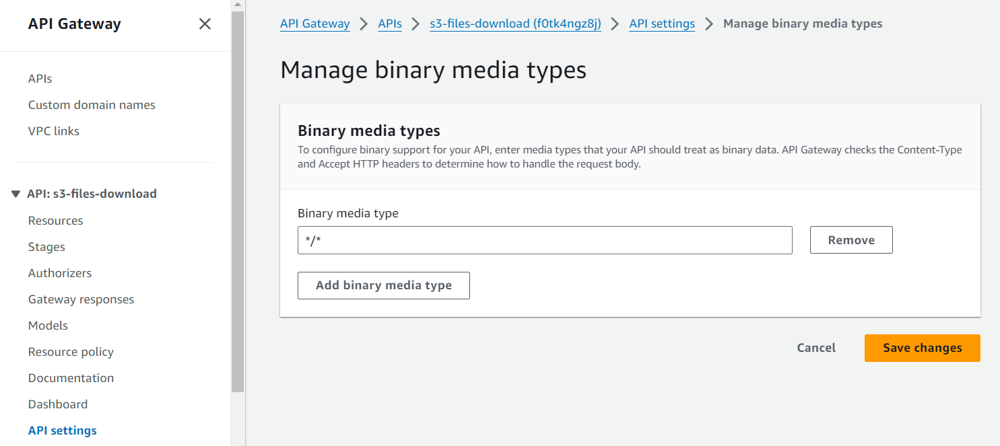 API Gateway
APIs
Custom domain names
VPC links
API: s3-files-download
Resources
Stages
Authorizers
Gateway responses
Models
Resource policy
Documentation
Dashboard
API settings
API Gateway > APIs > s3-files-download (f0tk4ngz8j) > API settings > Manage binary media types
Manage binary media types
Binary media types
To configure binary support for your API, enter media types that your API should treat as binary data. API Gateway checks the Content-Type
and Accept HTTP headers to determine how to handle the request body.
Binary media type
*/*
Remove
Add binary media type
Cancel
Save changes